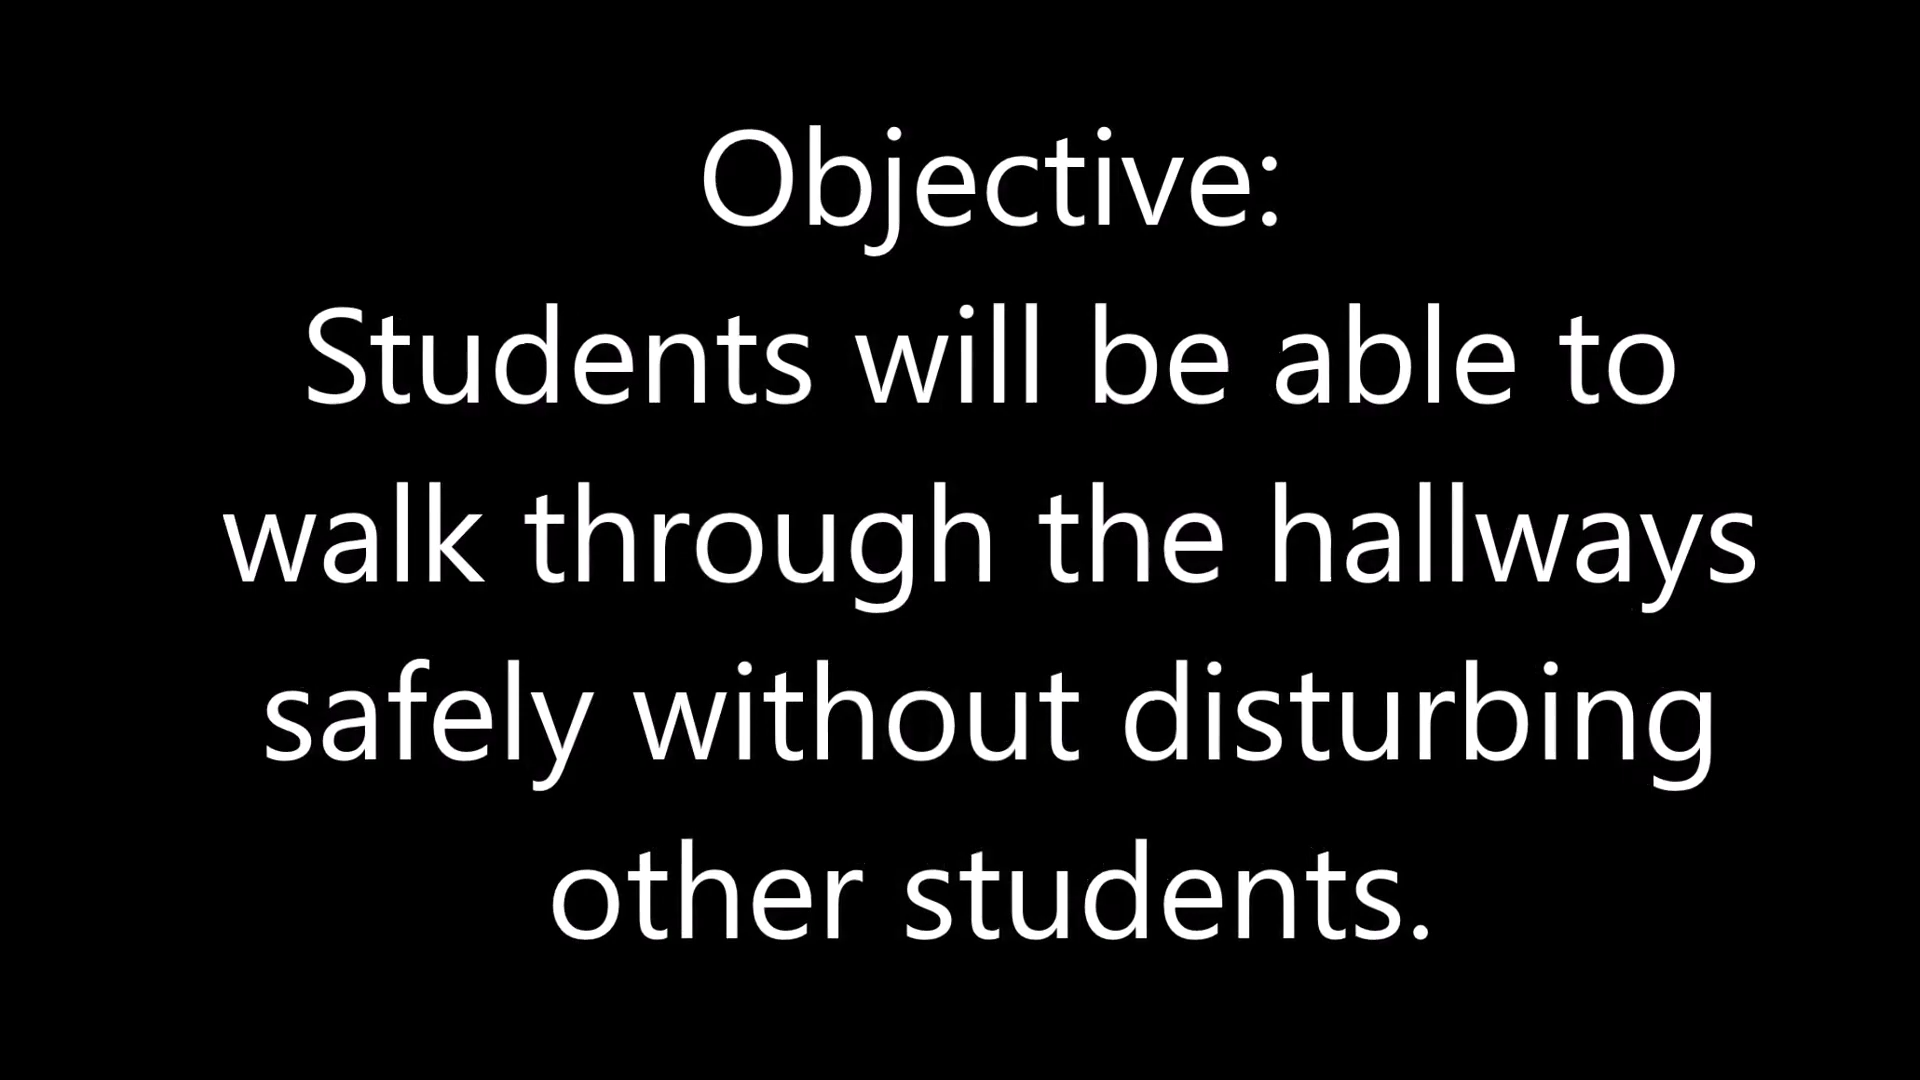 Objective:
Students will be able to
walk through the hallways
safely without disturbing
other students.